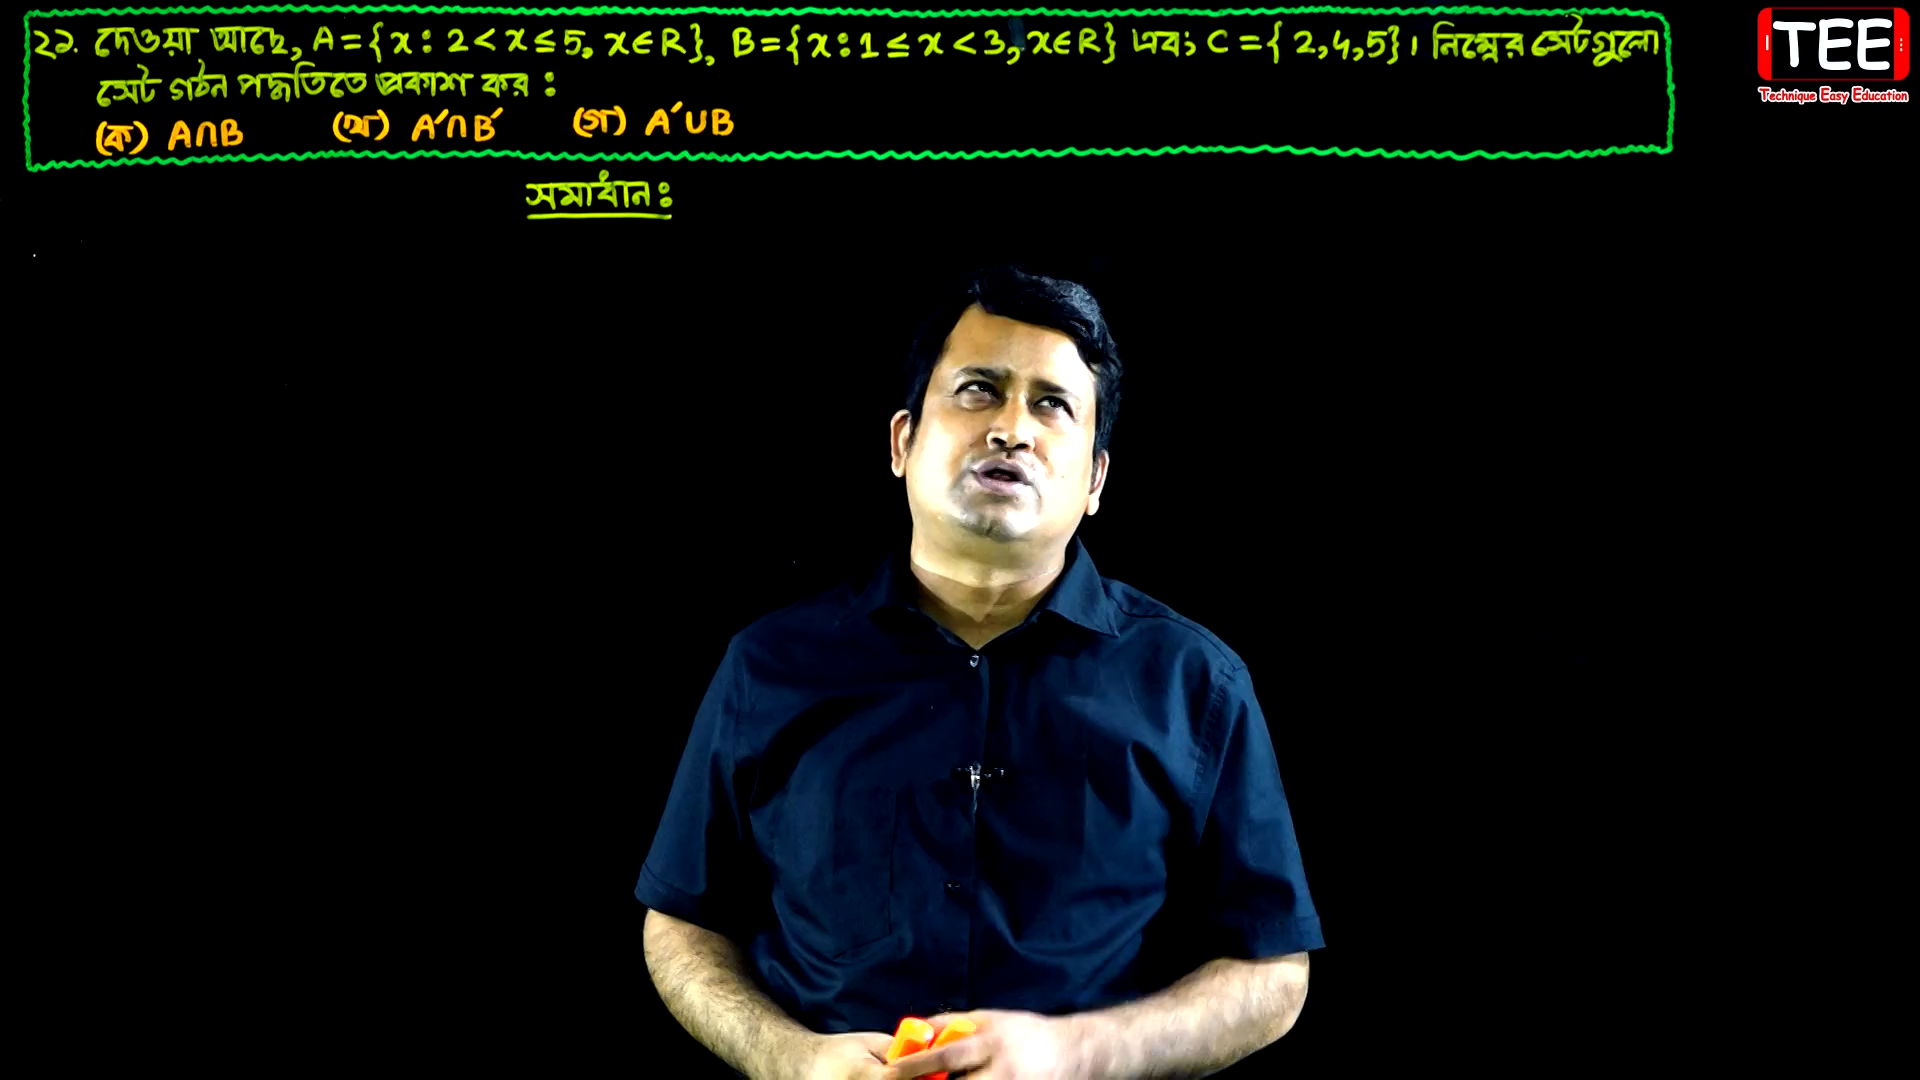 ২১. দেওয়া আছে, A={x : 2<x≤5, x∈R}, B={x:1≤x<3, x∈R} এবং C={2,4,5}। নিম্নের সেটগুলো
সেট গঠন পদ্ধতিতে প্রকাশ কর :
(ক) A∩B (খ) A′∩B′ (গ) A′∪B
সমাধান :
TEE
Technique Easy Education